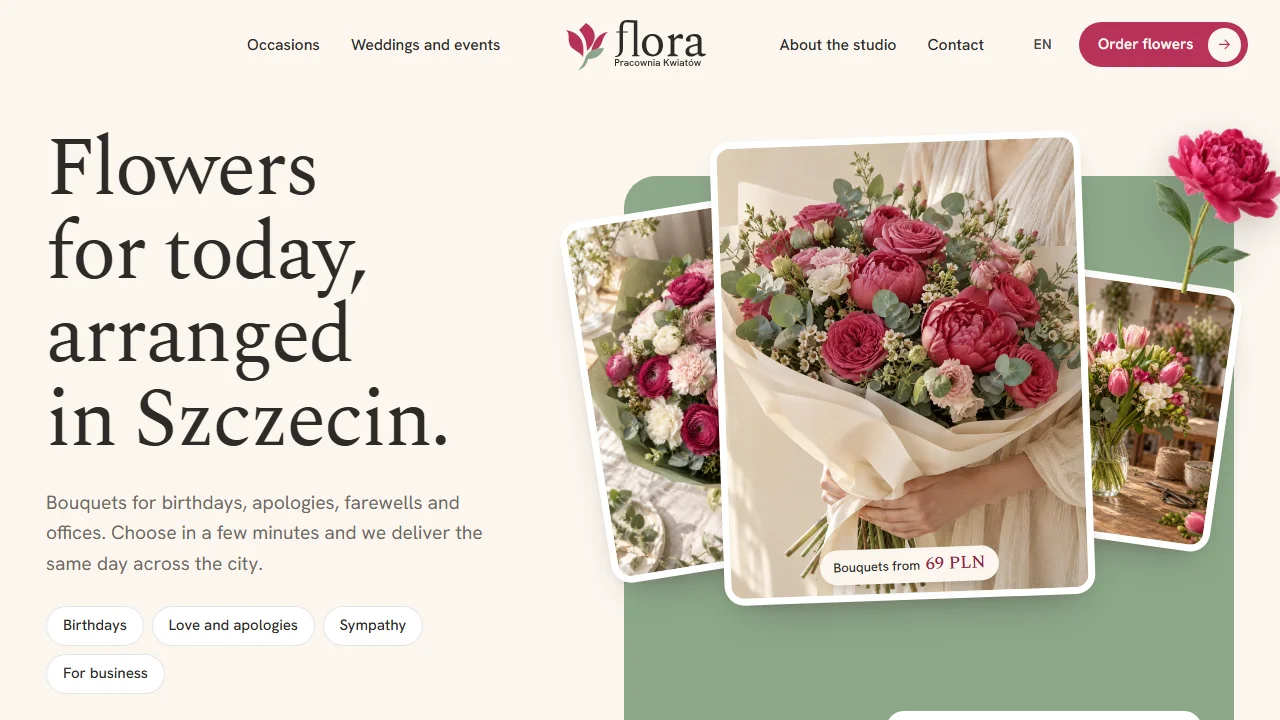 Occasions
Weddings and events
flora
Pracownia Kwiatów
About the studio
Contact
EN
Order flowers
Flowers
for today,
arranged
in Szczecin.
Bouquets for birthdays, apologies, farewells and
offices. Choose in a few minutes and we deliver the
same day across the city.
Birthdays
Love and apologies
Sympathy
For business
Bouquets from 69 PLN